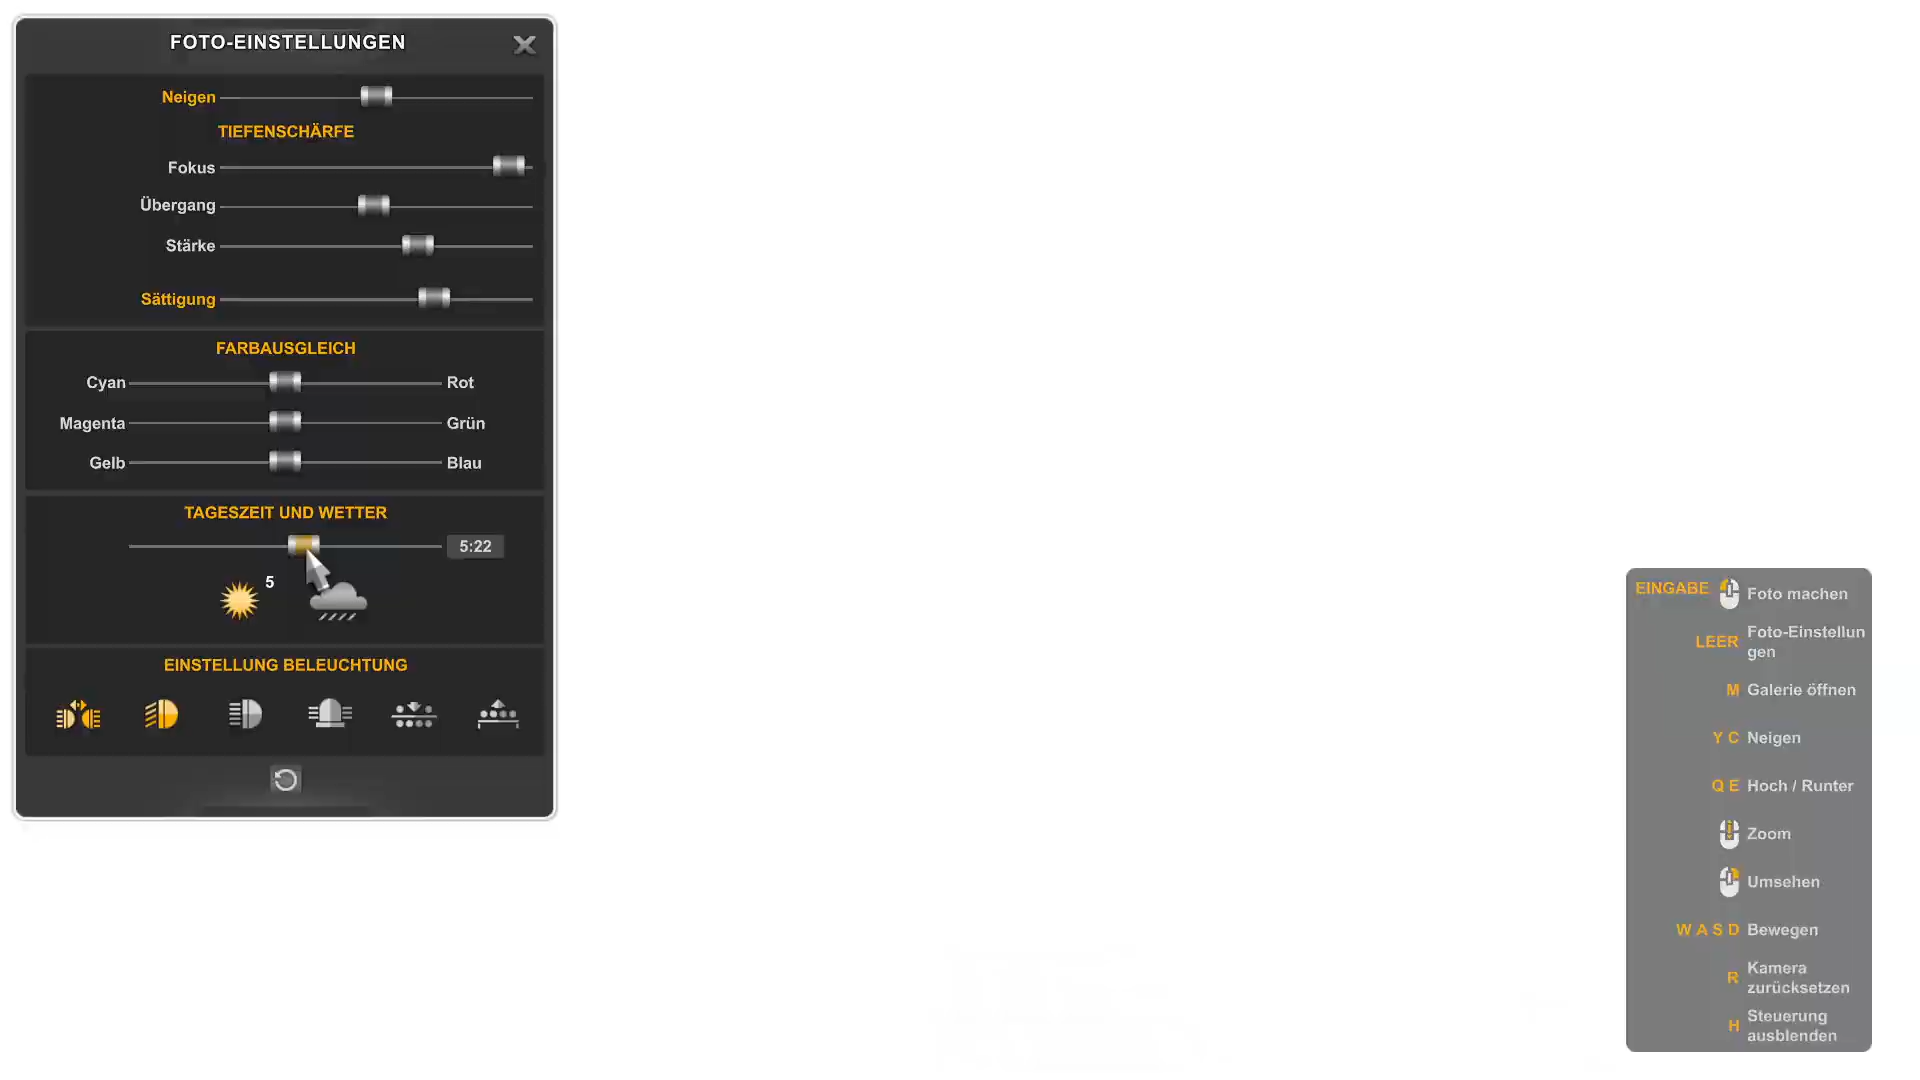 FOTO-EINSTELLUNGEN
Neigen
TIEFENSCHÄRFE
Fokus
Übergang
Stärke
Sättigung
FARBAUSGLEICH
Cyan Rot
Magenta Grün
Gelb Blau
TAGESZEIT UND WETTER
5:22
5
EINSTELLUNG BELEUCHTUNG
EINGABE Foto machen
LEER Foto-Einstellun
gen
M Galerie öffnen
Y C Neigen
Q E Hoch / Runter
Zoom
Umsehen
W A S D Bewegen
R Kamera
zurücksetzen
H Steuerung
ausblenden